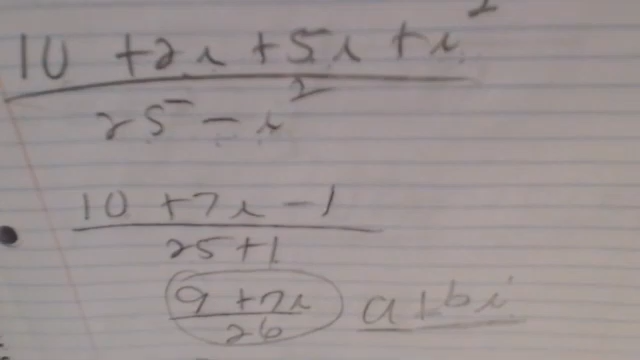 10 + 2i + 5i + i²
25 - i²
10 + 7i - 1
25 + 1
9 + 7i
26
a + bi